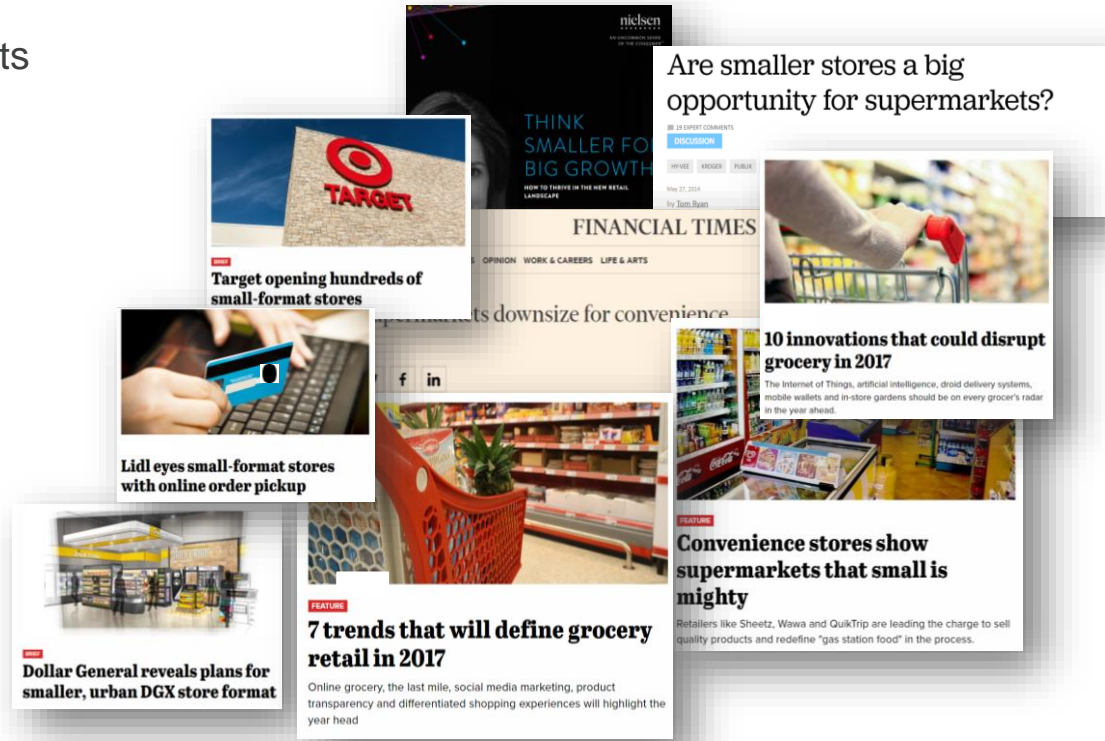 ts
nielsen
AN UNCOMMON SENSE
OF THE CONSUMER
THINK
SMALLER FO
BIG GROWTH
HOW TO THRIVE IN THE NEW RETAIL
LANDSCAPE
Are smaller stores a big
opportunity for supermarkets?
19 EXPERT COMMENTS
DISCUSSION
HY-VEE KROGER PUBLIX
May 27, 2014
by Tom Ryan
TARGET
BRIEF
Target opening hundreds of
small-format stores
FINANCIAL TIMES
S OPINION WORK & CAREERS LIFE & ARTS
permarkets downsize for convenience
f in
10 innovations that could disrupt
grocery in 2017
The Internet of Things, artificial intelligence, droid delivery systems,
mobile wallets and in-store gardens should be on every grocer's radar
in the year ahead.
Lidl eyes small-format stores
with online order pickup
Coca-Cola
FEATURE
Convenience stores show
supermarkets that small is
mighty
Retailers like Sheetz, Wawa and QuikTrip are leading the charge to sell
quality products and redefine "gas station food" in the process.
FEATURE
7 trends that will define grocery
retail in 2017
Online grocery, the last mile, social media marketing, product
transparency and differentiated shopping experiences will highlight the
year head
BRIEF
Dollar General reveals plans for
smaller, urban DGX store format